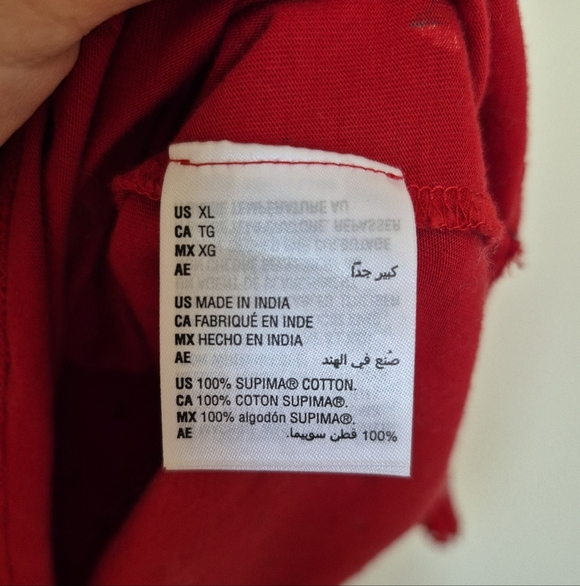 US XL
CA TG
MX XG
AE كبير جدًا
US MADE IN INDIA
CA FABRIQUÉ EN INDE
MX HECHO EN INDIA
AE صُنع في الهند
US 100% SUPIMA® COTTON.
CA 100% COTON SUPIMA®.
MX 100% algodón SUPIMA®.
AE 100% قطن سوبيما.